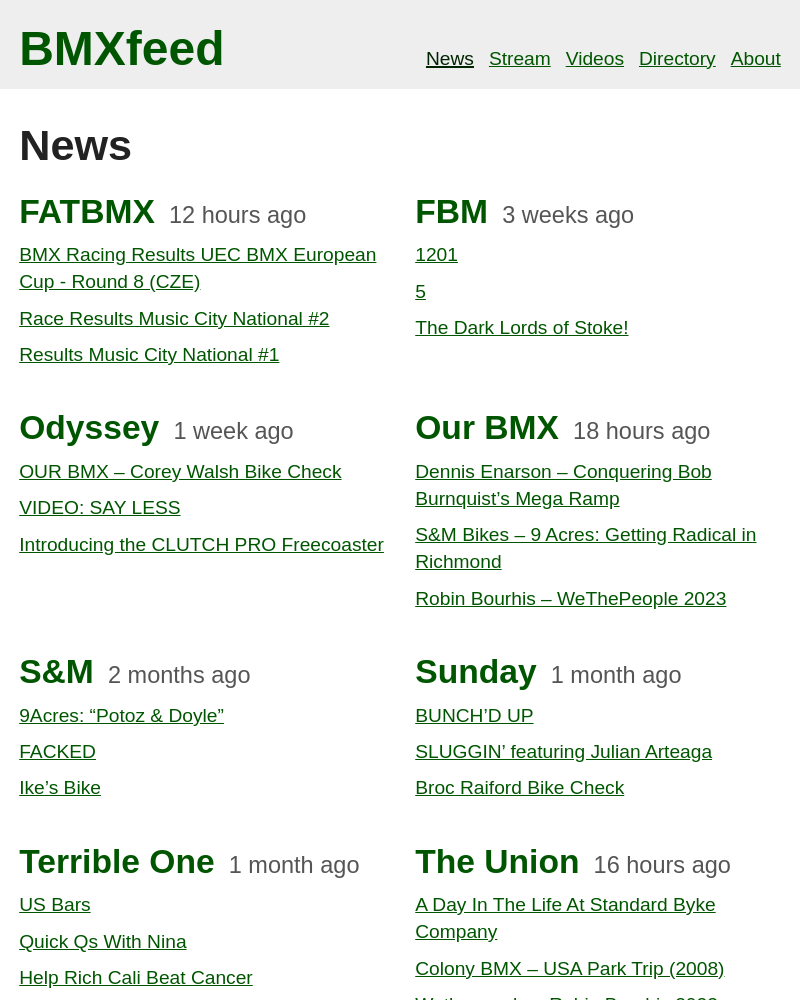 BMXfeed
News Stream Videos Directory About
News
FATBMX 12 hours ago
BMX Racing Results UEC BMX European
Cup - Round 8 (CZE)
Race Results Music City National #2
Results Music City National #1
FBM 3 weeks ago
1201
5
The Dark Lords of Stoke!
Odyssey 1 week ago
OUR BMX – Corey Walsh Bike Check
VIDEO: SAY LESS
Introducing the CLUTCH PRO Freecoaster
Our BMX 18 hours ago
Dennis Enarson – Conquering Bob
Burnquist’s Mega Ramp
S&M Bikes – 9 Acres: Getting Radical in
Richmond
Robin Bourhis – WeThePeople 2023
S&M 2 months ago
9Acres: “Potoz & Doyle”
FACKED
Ike’s Bike
Sunday 1 month ago
BUNCH’D UP
SLUGGIN’ featuring Julian Arteaga
Broc Raiford Bike Check
Terrible One 1 month ago
US Bars
Quick Qs With Nina
Help Rich Cali Beat Cancer
The Union 16 hours ago
A Day In The Life At Standard Byke
Company
Colony BMX – USA Park Trip (2008)